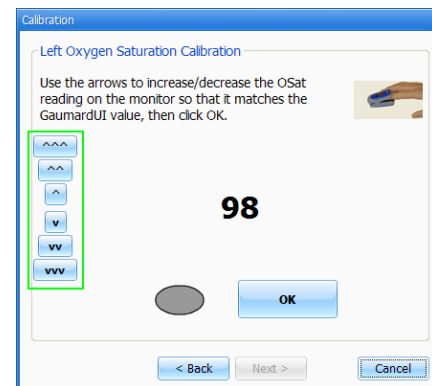 Calibration
Left Oxygen Saturation Calibration
Use the arrows to increase/decrease the OSat
reading on the monitor so that it matches the
GaumardUI value, then click OK.
^^^
^^
^
v
vv
vvv
98
OK
< Back
Next >
Cancel